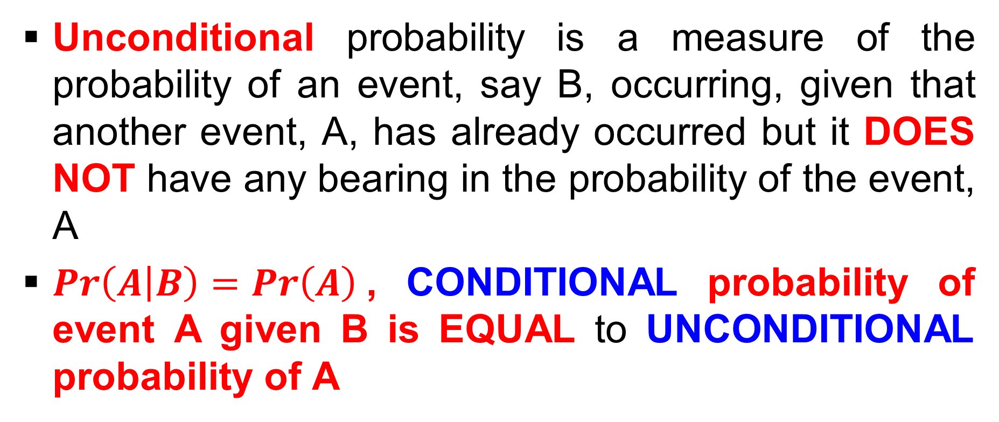 ▪ Unconditional probability is a measure of the
probability of an event, say B, occurring, given that
another event, A, has already occurred but it DOES
NOT have any bearing in the probability of the event,
A
▪ Pr(A|B) = Pr(A) , CONDITIONAL probability of
event A given B is EQUAL to UNCONDITIONAL
probability of A